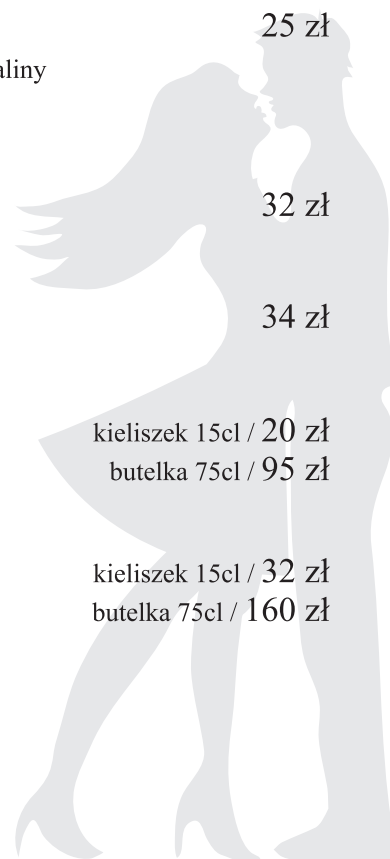 25 zł
32 zł
34 zł
kieliszek 15cl / 20 zł
butelka 75cl / 95 zł
kieliszek 15cl / 32 zł
butelka 75cl / 160 zł